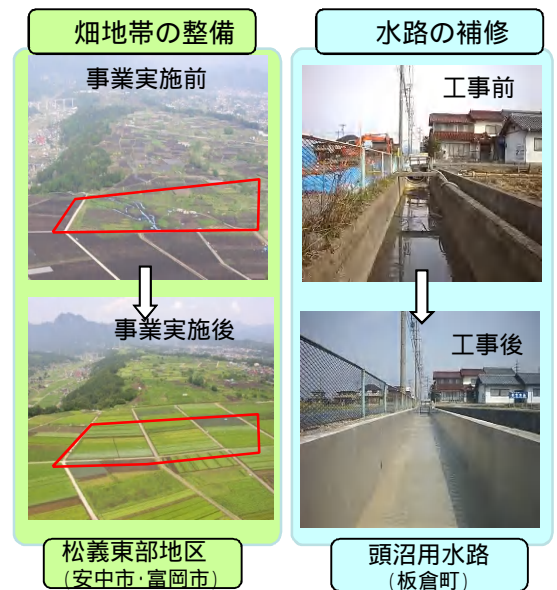 畑地帯の整備
事業実施前
事業実施後
松義東部地区
(安中市･富岡市)
水路の補修
工事前
工事後
頭沼用水路
(板倉町)